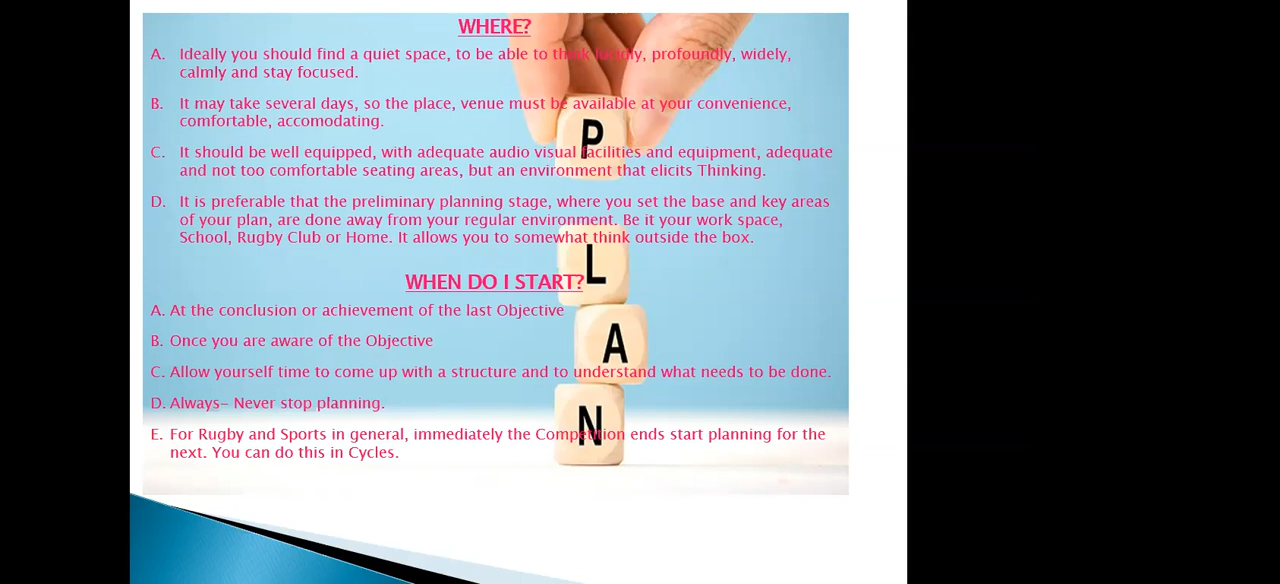 WHERE?
A. Ideally you should find a quiet space, to be able to think lucidly, profoundly, widely,
calmly and stay focused.
B. It may take several days, so the place, venue must be available at your convenience,
comfortable, accomodating.
C. It should be well equipped, with adequate audio visual facilities and equipment, adequate
and not too comfortable seating areas, but an environment that elicits Thinking.
D. It is preferable that the preliminary planning stage, where you set the base and key areas
of your plan, are done away from your regular environment. Be it your work space,
School, Rugby Club or Home. It allows you to somewhat think outside the box.
WHEN DO I START?
A. At the conclusion or achievement of the last Objective
B. Once you are aware of the Objective
C. Allow yourself time to come up with a structure and to understand what needs to be done.
D. Always– Never stop planning.
E. For Rugby and Sports in general, immediately the Competition ends start planning for the
next. You can do this in Cycles.
P
L
A
N